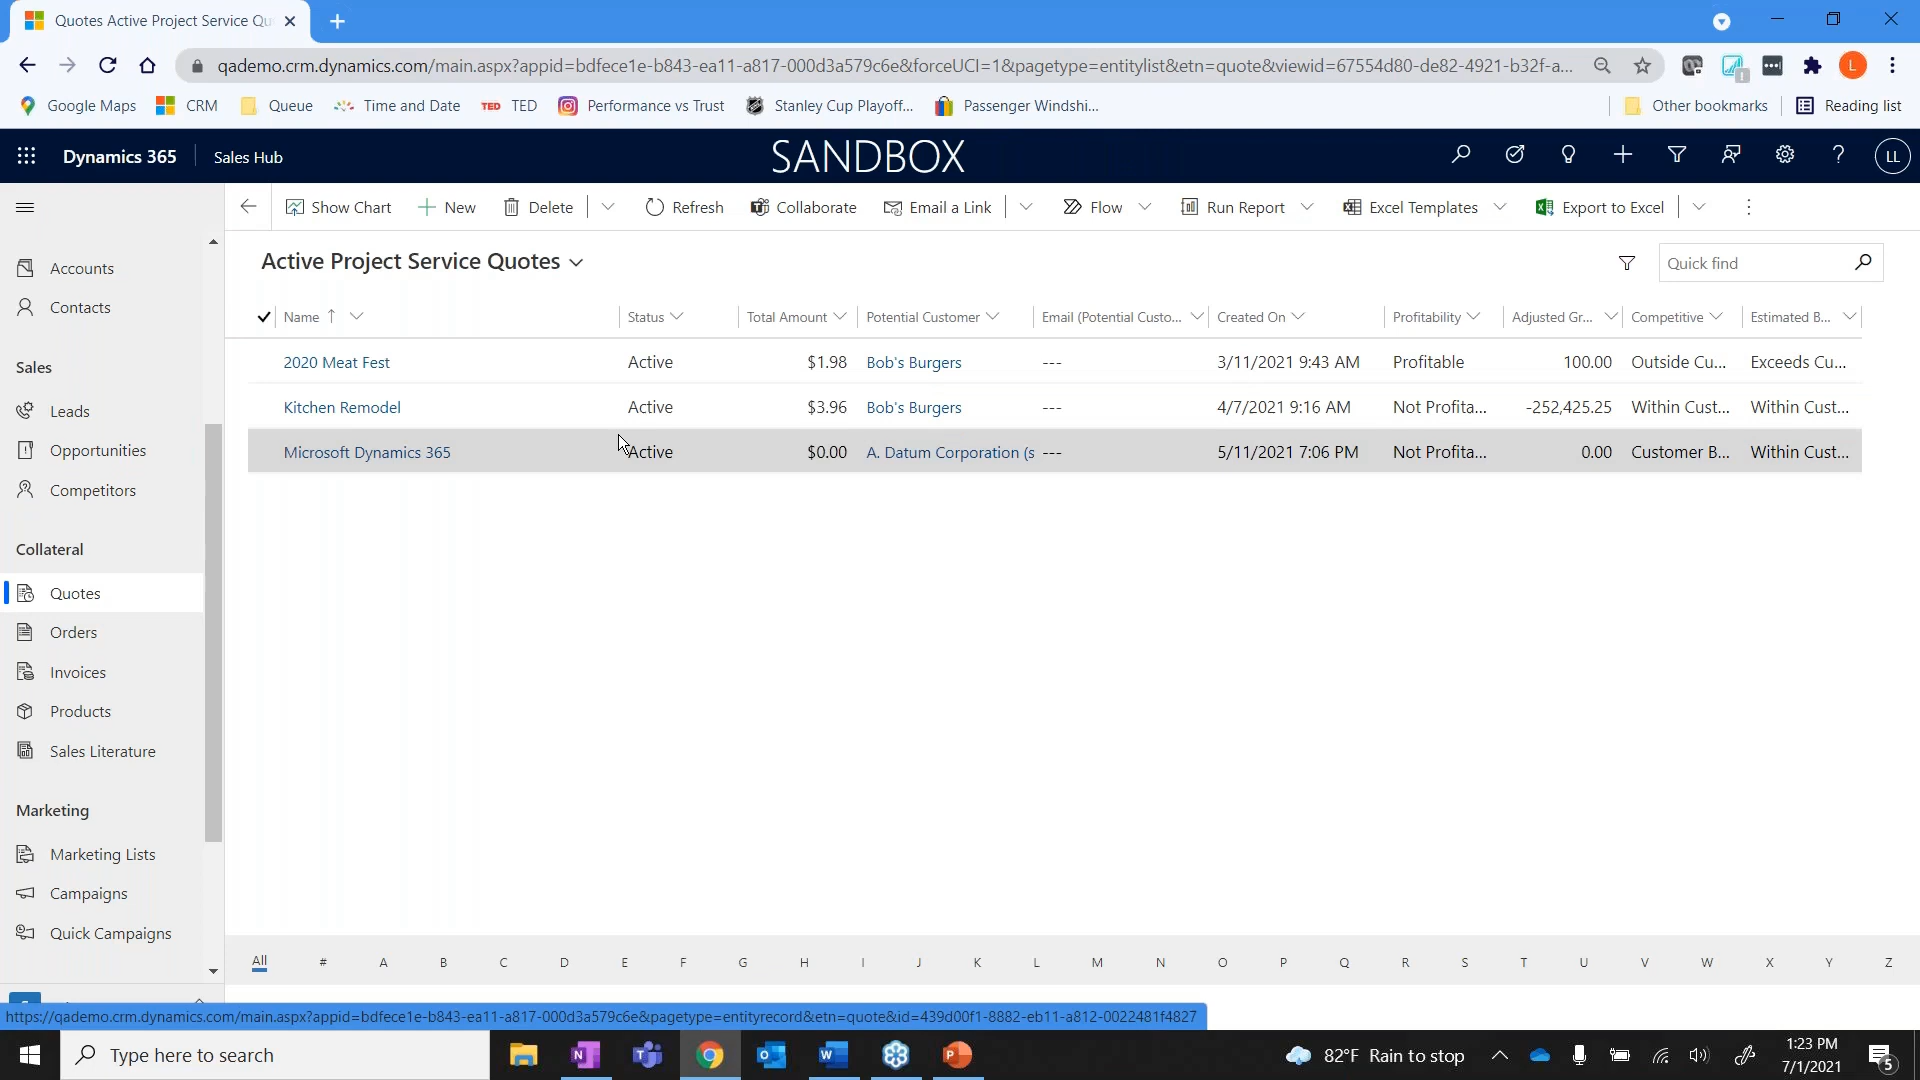 Quotes Active Project Service Qu
qademo.crm.dynamics.com/main.aspx?appid=bdfece1e-b843-ea11-a817-000d3a579c6e&forceUCI=1&pagetype=entitylist&etn=quote&viewid=67554d80-de82-4921-b32f-a...
L
Google Maps CRM Queue Time and Date TED TED Performance vs Trust Stanley Cup Playoff... Passenger Windshi... Other bookmarks Reading list
Dynamics 365 Sales Hub SANDBOX LL
Show Chart New Delete Refresh Collaborate Email a Link Flow Run Report Excel Templates Export to Excel
Active Project Service Quotes Quick find
Name Status Total Amount Potential Customer Email (Potential Custo... Created On Profitability Adjusted Gr... Competitive Estimated B...
2020 Meat Fest Active $1.98 Bob's Burgers --- 3/11/2021 9:43 AM Profitable 100.00 Outside Cu... Exceeds Cu...
Kitchen Remodel Active $3.96 Bob's Burgers --- 4/7/2021 9:16 AM Not Profita... -252,425.25 Within Cust... Within Cust...
Microsoft Dynamics 365 Active $0.00 A. Datum Corporation (s --- 5/11/2021 7:06 PM Not Profita... 0.00 Customer B... Within Cust...
Accounts
Contacts
Sales
Leads
Opportunities
Competitors
Collateral
Quotes
Orders
Invoices
Products
Sales Literature
Marketing
Marketing Lists
Campaigns
Quick Campaigns
All # A B C D E F G H I J K L M N O P Q R S T U V W X Y Z
https://qademo.crm.dynamics.com/main.aspx?appid=bdfece1e-b843-ea11-a817-000d3a579c6e&pagetype=entityrecord&etn=quote&id=439d00f1-8882-eb11-a812-0022481f4827
Type here to search
82°F Rain to stop
1:23 PM
7/1/2021
5